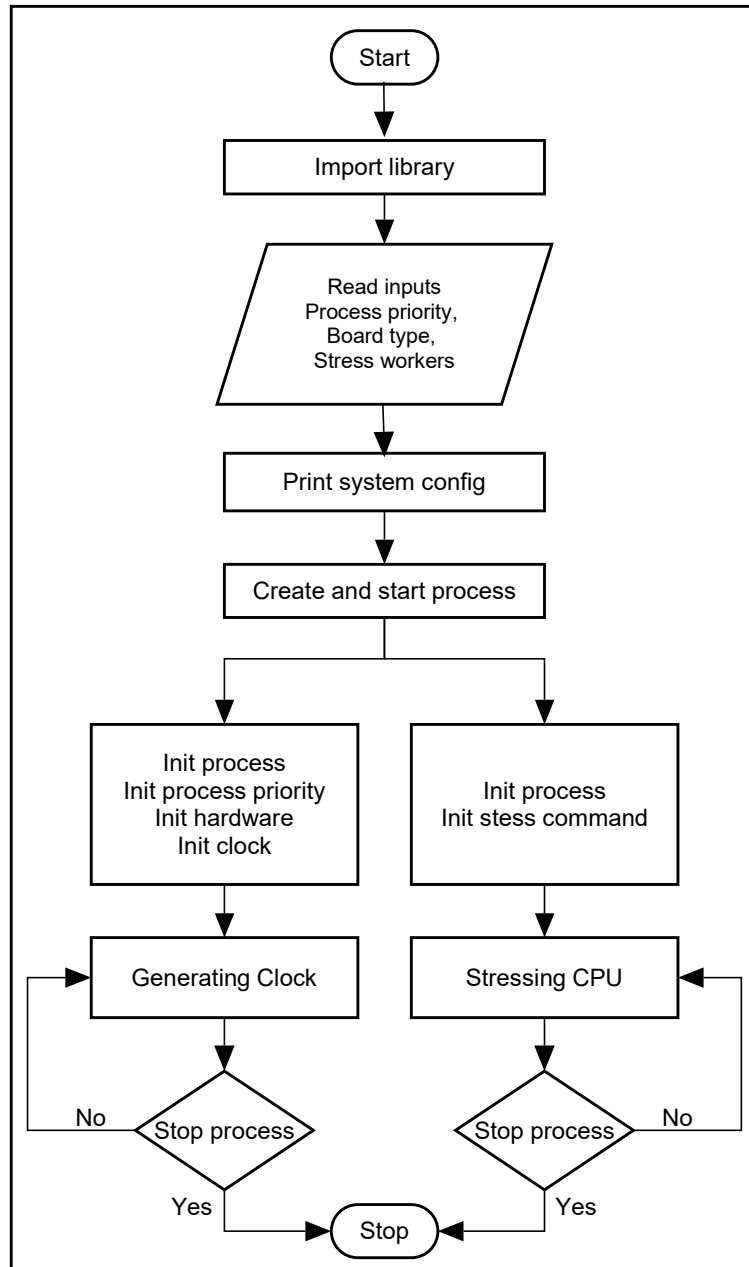 Start
Import library
Read inputs
Process priority,
Board type,
Stress workers
Print system config
Create and start process
Init process
Init process priority
Init hardware
Init clock
Init process
Init stess command
Generating Clock
Stressing CPU
No
Stop process
Stop process
No
Yes
Stop
Yes